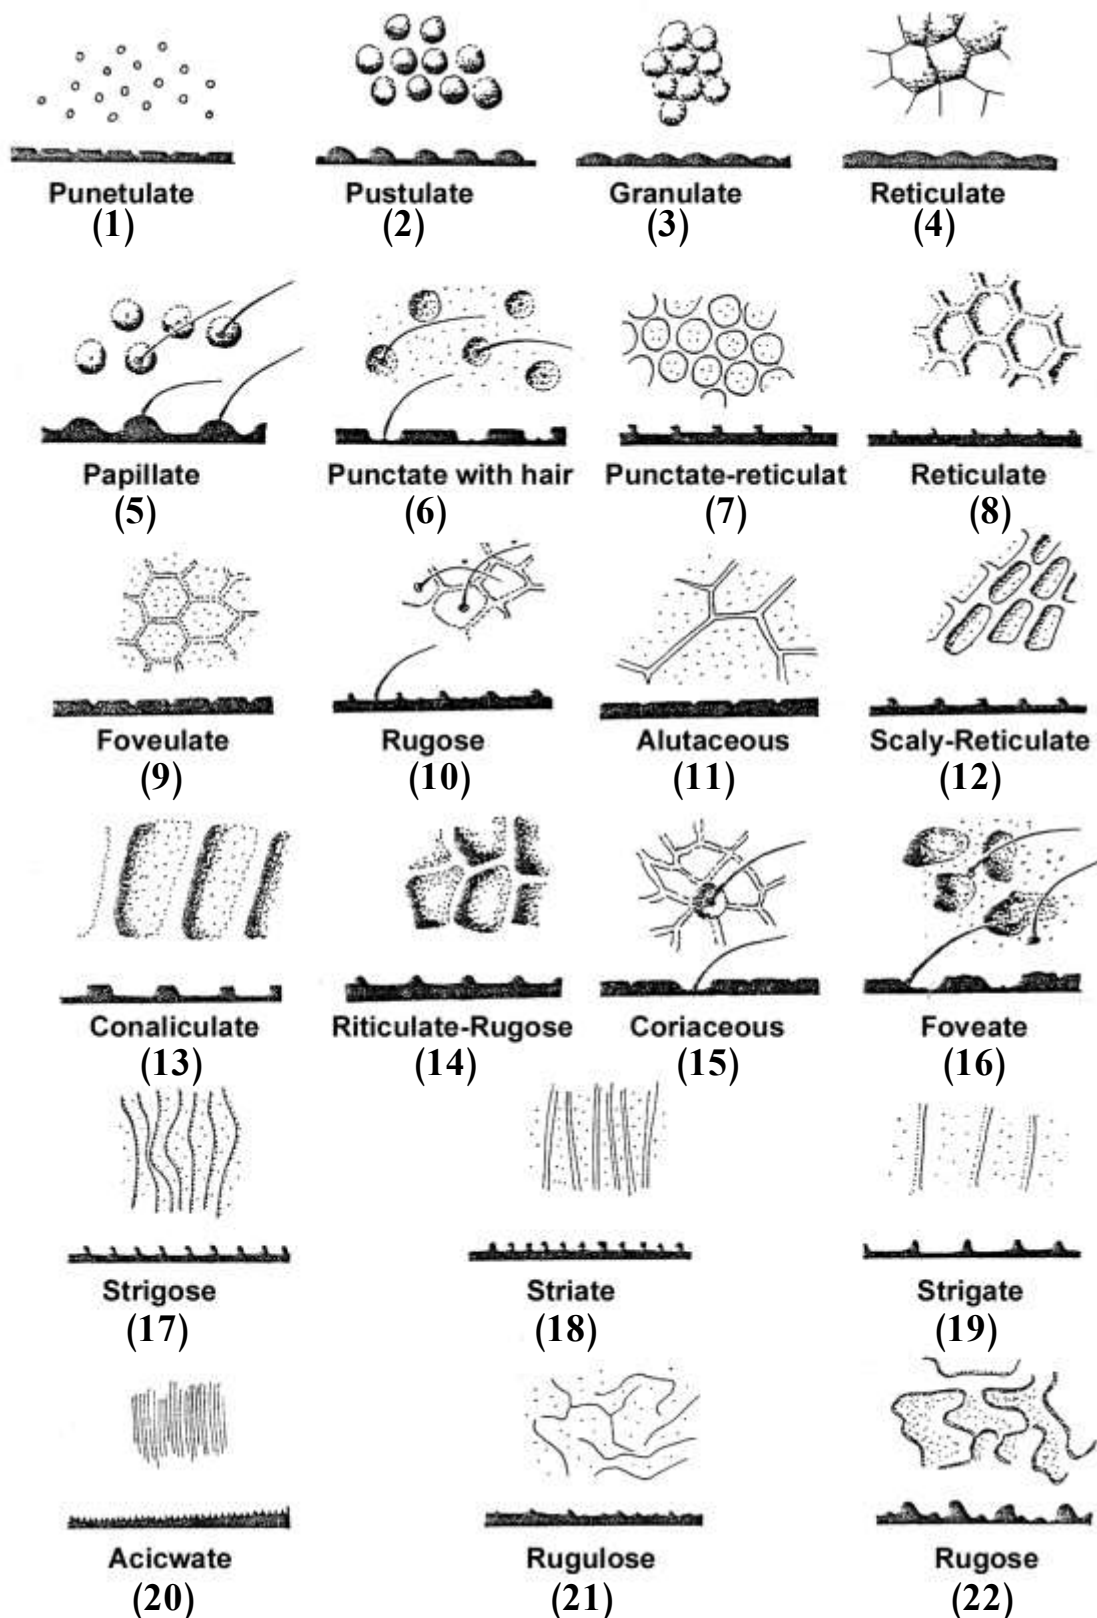 Punetulate Pustulate Granulate Reticulate
(1) (2) (3) (4)
Papillate Punctate with hair Punctate-reticulat Reticulate
(5) (6) (7) (8)
Foveulate Rugose Alutaceous Scaly-Reticulate
(9) (10) (11) (12)
Conaliculate Riticulate-Rugose Coriaceous Foveate
(13) (14) (15) (16)
Strigose Striate Strigate
(17) (18) (19)
Acicwate Rugulose Rugose
(20) (21) (22)